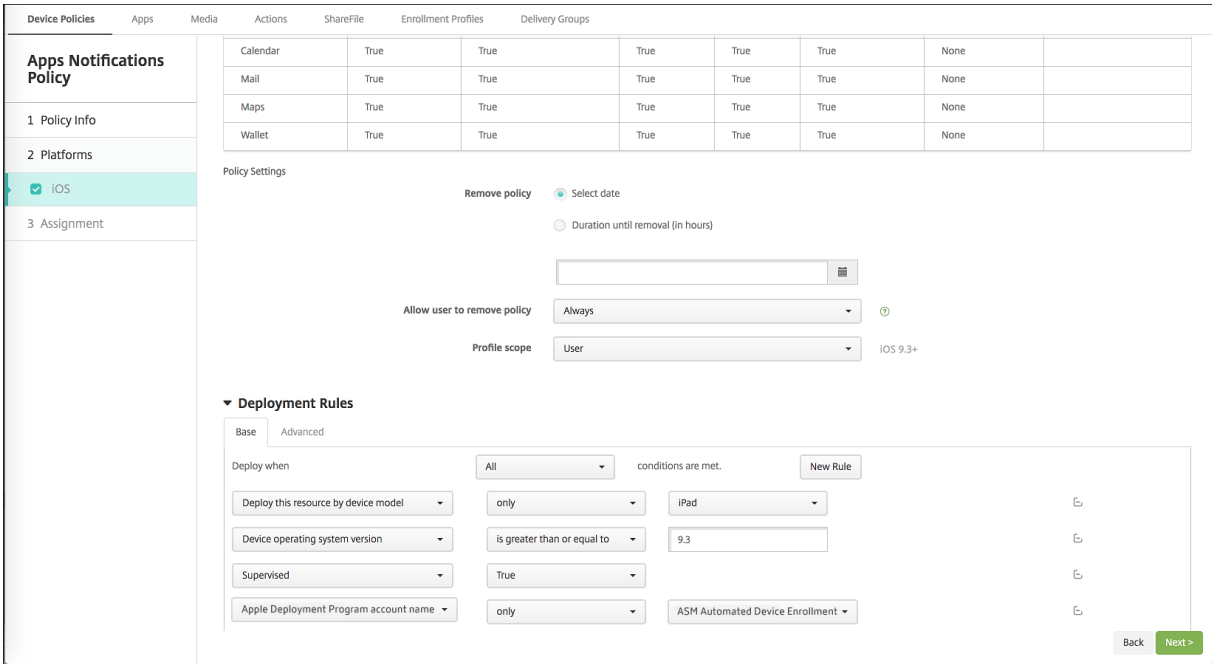 Device Policies Apps Media Actions ShareFile Enrollment Profiles Delivery Groups
Apps Notifications
Policy
1 Policy Info
2 Platforms
iOS
3 Assignment
Calendar True True True True True None
Mail True True True True True None
Maps True True True True True None
Wallet True True True True True None
Policy Settings
Remove policy Select date
Duration until removal (in hours)
Allow user to remove policy Always
Profile scope User iOS 9.3+
Deployment Rules
Base Advanced
Deploy when All conditions are met. New Rule
Deploy this resource by device model only iPad
Device operating system version is greater than or equal to 9.3
Supervised True
Apple Deployment Program account name only ASM Automated Device Enrollment
Back Next >